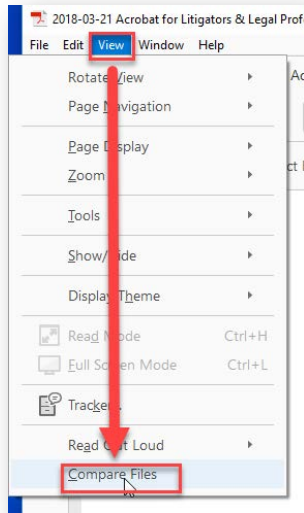 2018-03-21 Acrobat for Litigators & Legal Prof
File Edit View Window Help
Rotate View
Page Navigation
Page Display
Zoom
Tools
Show/Hide
Display Theme
Read Mode Ctrl+H
Full Screen Mode Ctrl+L
Tracker...
Read Out Loud
Compare Files